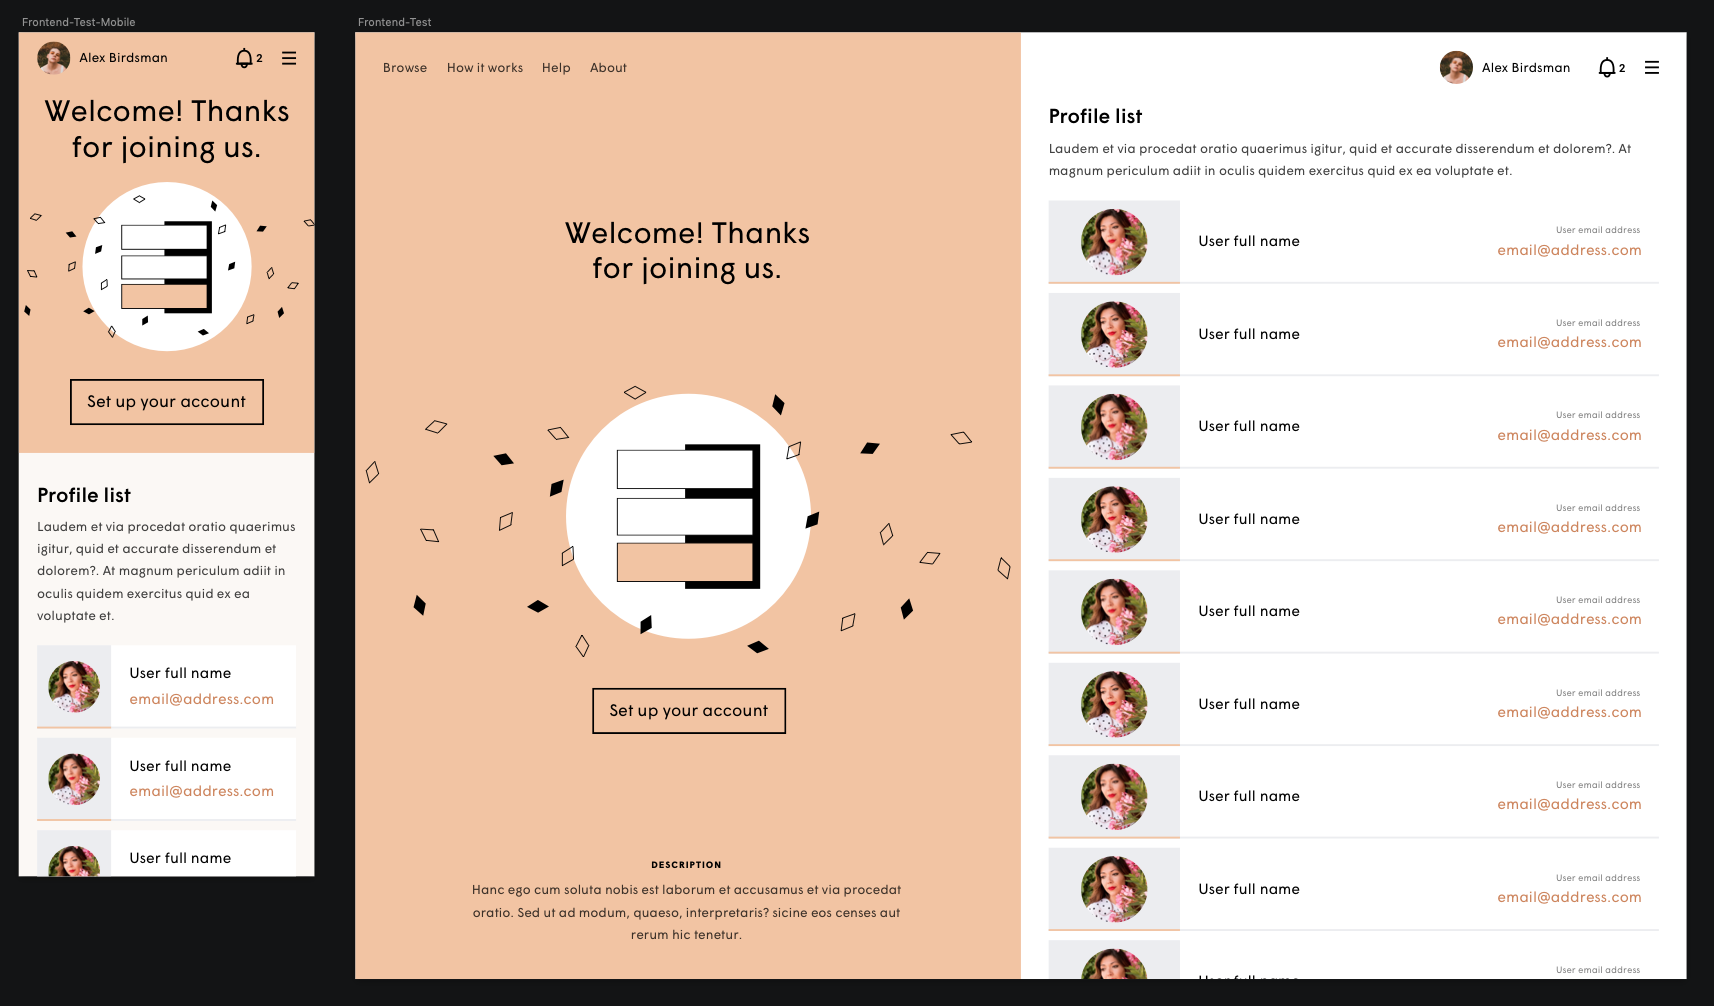 Frontend-Test-Mobile
Alex Birdsman
2
Welcome! Thanks
for joining us.
Set up your account
Profile list
Laudem et via procedat oratio quaerimus
igitur, quid et accurate disserendum et
dolorem?. At magnum periculum adiit in
oculis quidem exercitus quid ex ea
voluptate et.
User full name
email@address.com
User full name
email@address.com
User full name
Frontend-Test
Browse
How it works
Help
About
Welcome! Thanks
for joining us.
Set up your account
DESCRIPTION
Hanc ego cum soluta nobis est laborum et accusamus et via procedat
oratio. Sed ut ad modum, quaeso, interpretaris? sicine eos censes aut
rerum hic tenetur.
Alex Birdsman
2
Profile list
Laudem et via procedat oratio quaerimus igitur, quid et accurate disserendum et dolorem?. At
magnum periculum adiit in oculis quidem exercitus quid ex ea voluptate et.
User full name
User email address
email@address.com
User full name
User email address
email@address.com
User full name
User email address
email@address.com
User full name
User email address
email@address.com
User full name
User email address
email@address.com
User full name
User email address
email@address.com
User full name
User email address
email@address.com
User full name
User email address
email@address.com
User full name
User email address